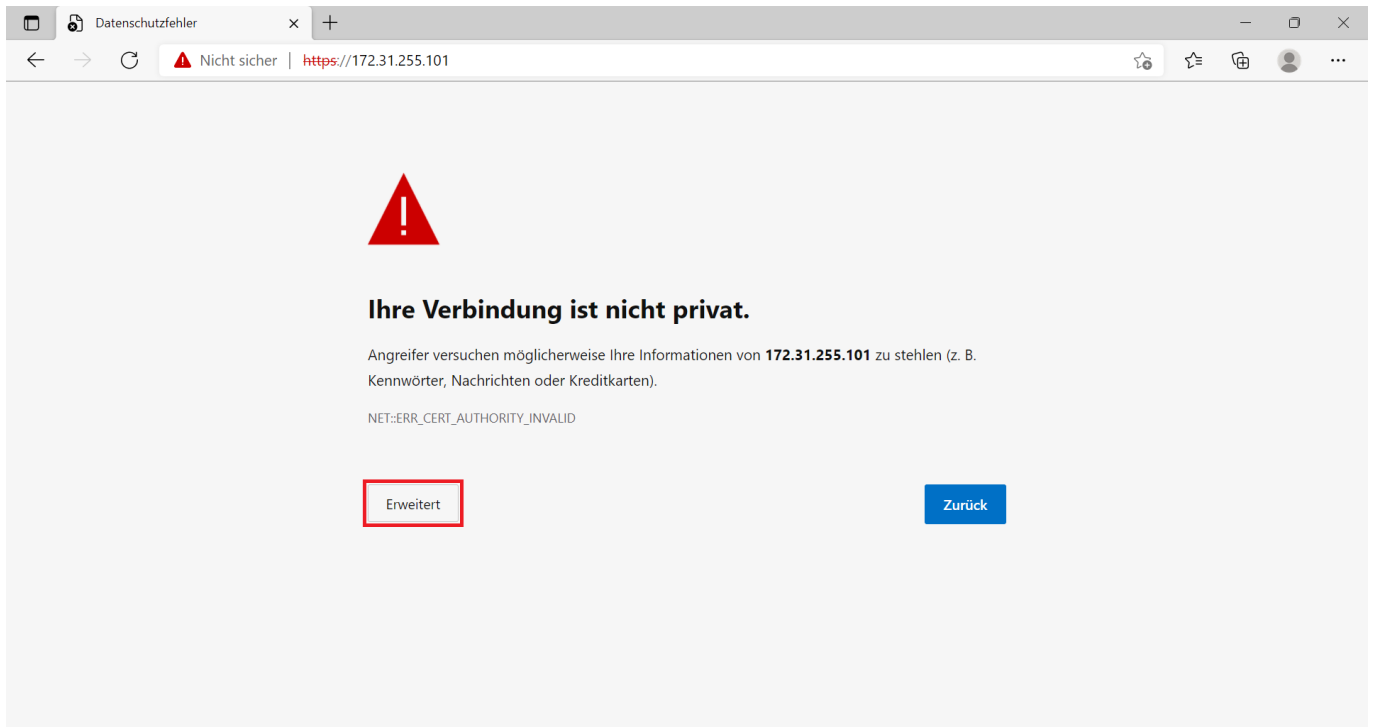 Datenschutzfehler
Nicht sicher | https://172.31.255.101
Ihre Verbindung ist nicht privat.
Angreifer versuchen möglicherweise Ihre Informationen von 172.31.255.101 zu stehlen (z. B.
Kennwörter, Nachrichten oder Kreditkarten).
NET::ERR_CERT_AUTHORITY_INVALID
Erweitert
Zurück